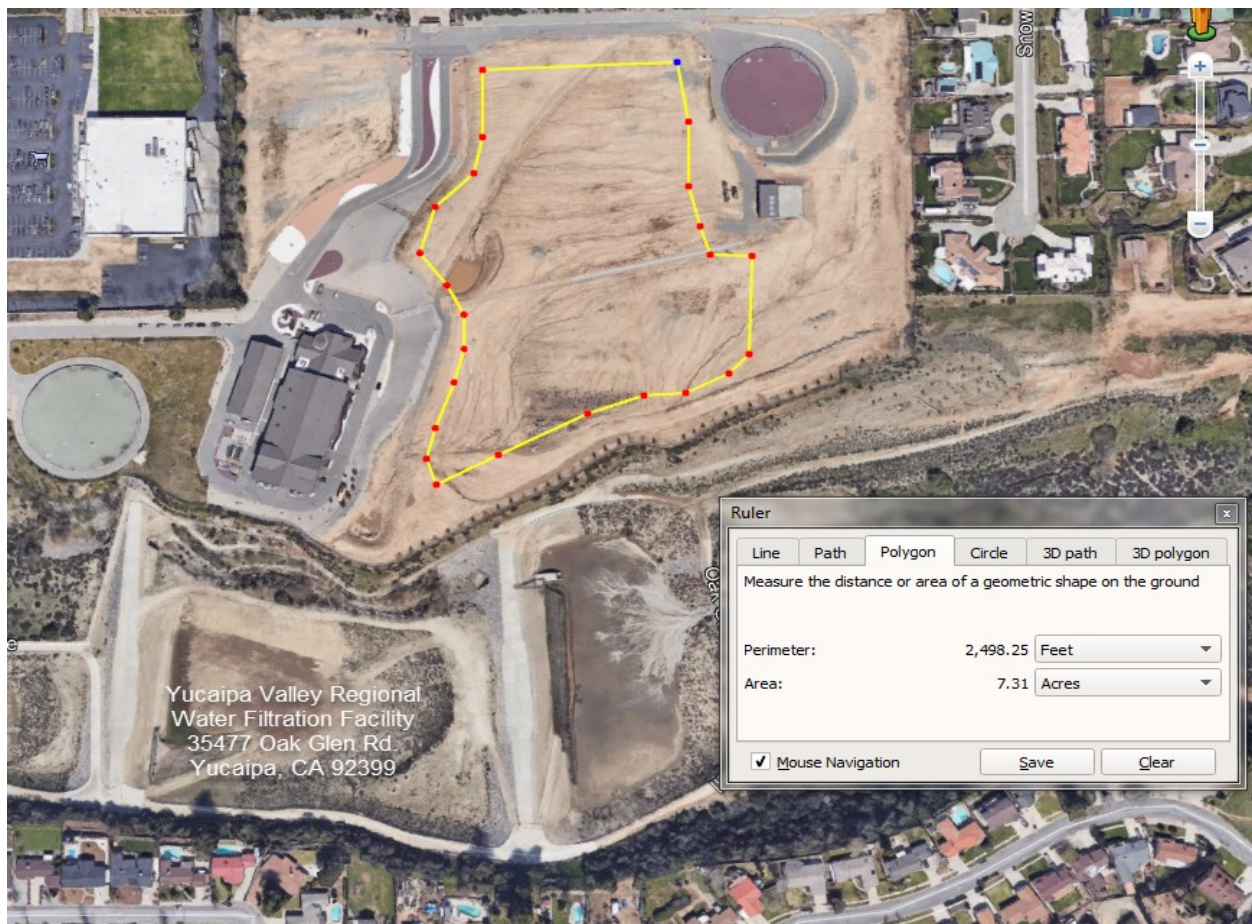 Snow
Ruler
x
Line Path Polygon Circle 3D path 3D polygon
Measure the distance or area of a geometric shape on the ground
Perimeter: 2,498.25 Feet
Area: 7.31 Acres
Mouse Navigation Save Clear
Oak
e
Yucaipa Valley Regional
Water Filtration Facility
35477 Oak Glen Rd.
Yucaipa, CA 92399